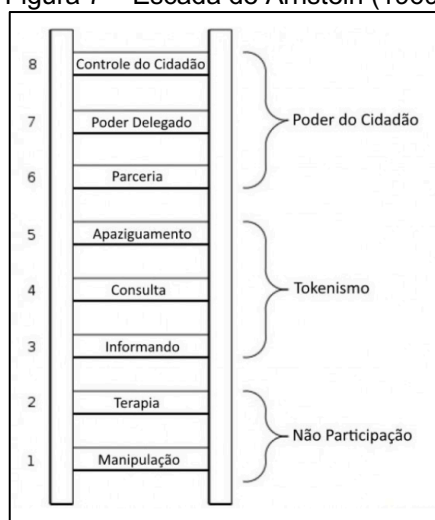 Figura 7 – Escada de Arnstein
8 Controle do Cidadão
7 Poder Delegado Poder do Cidadão
6 Parceria
5 Apaziguamento
4 Consulta Tokenismo
3 Informando
2 Terapia
Não Participação
1 Manipulação